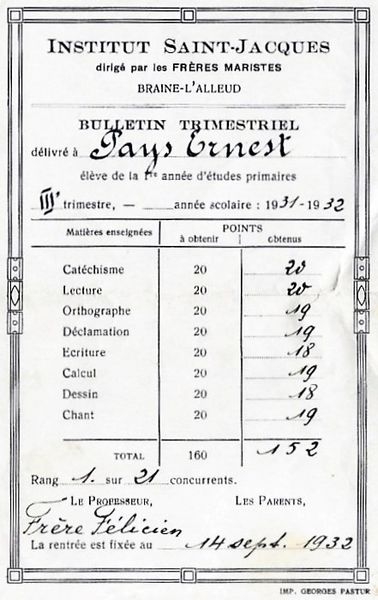 INSTITUT SAINT-JACQUES
dirigé par les FRÈRES MARISTES
BRAINE-L'ALLEUD
BULLETIN TRIMESTRIEL
délivré à Pays Ernest
élève de la 1re année d'études primaires
IIIe trimestre, — année scolaire : 1931-1932
Matières enseignées POINTS
à obtenir obtenus
Catéchisme 20 20
Lecture 20 20
Orthographe 20 19
Déclamation 20 19
Ecriture 20 18
Calcul 20 19
Dessin 20 18
Chant 20 19
TOTAL 160 152
Rang 1. sur 21 concurrents.
LE PROFESSEUR, LES PARENTS,
Frère Félicien
La rentrée est fixée au 14 sept. 1932
IMP. GEORGES PASTUR